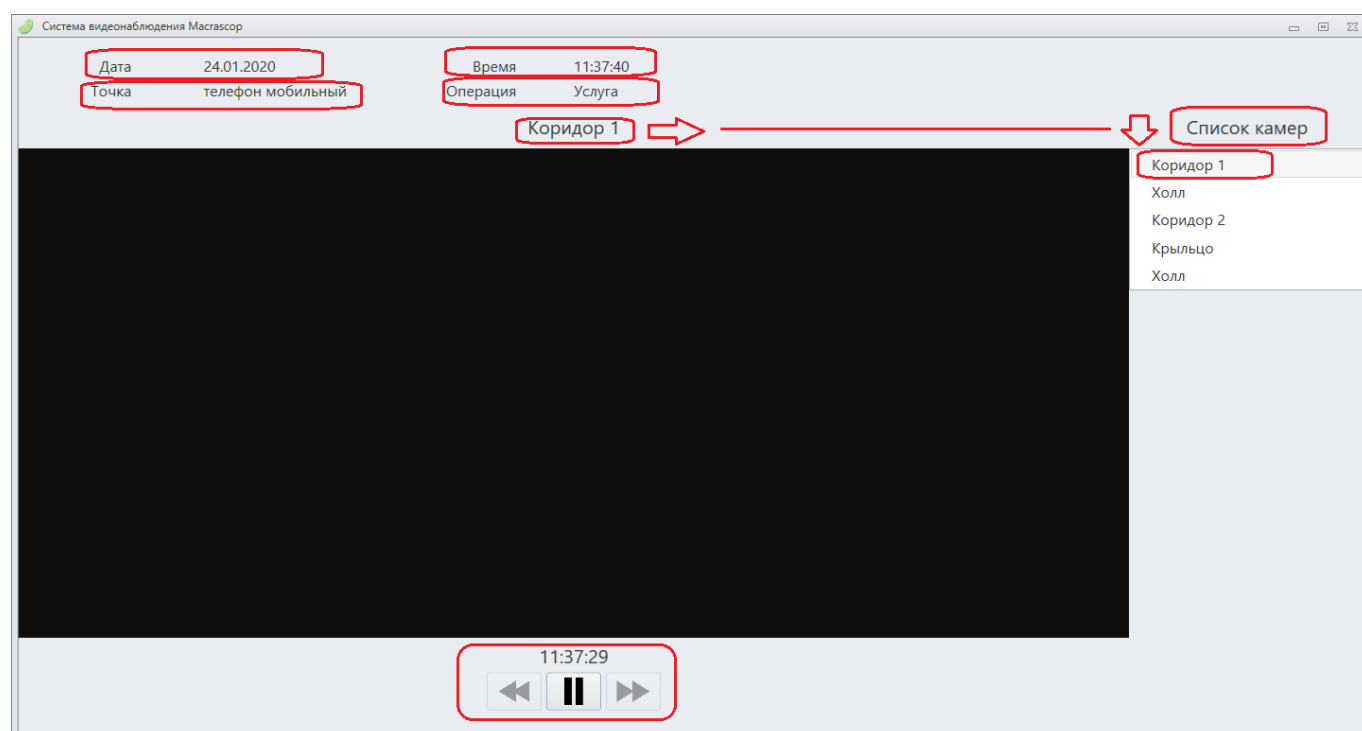 Система видеонаблюдения Macrascop
Дата 24.01.2020 Время 11:37:40
Точка телефон мобильный Операция Услуга
Коридор 1 Список камер
Коридор 1
Холл
Коридор 2
Крыльцо
Холл
11:37:29